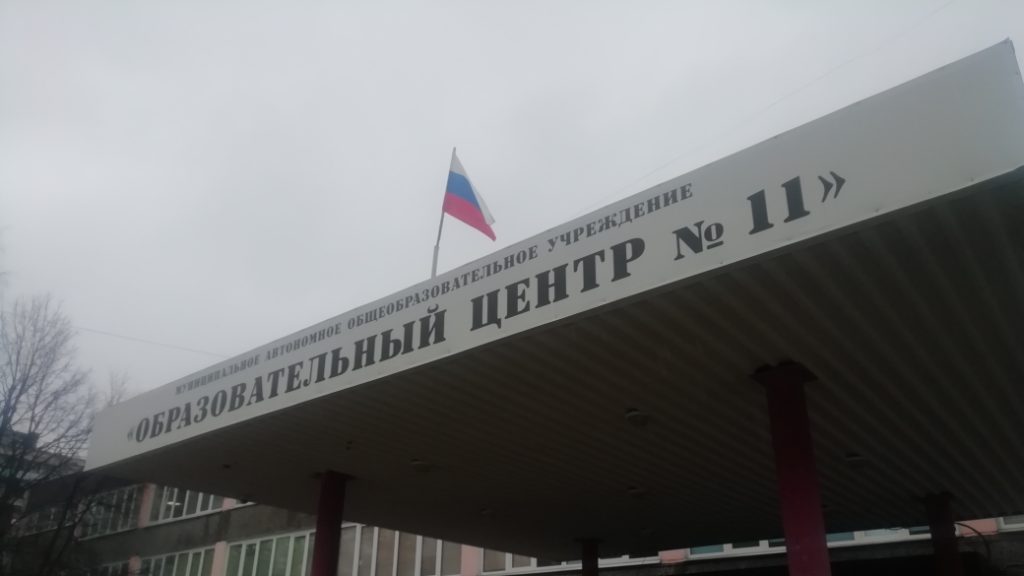 МУНИЦИПАЛЬНОЕ АВТОНОМНОЕ ОБЩЕОБРАЗОВАТЕЛЬНОЕ УЧРЕЖДЕНИЕ
«ОБРАЗОВАТЕЛЬНЫЙ ЦЕНТР № 11»